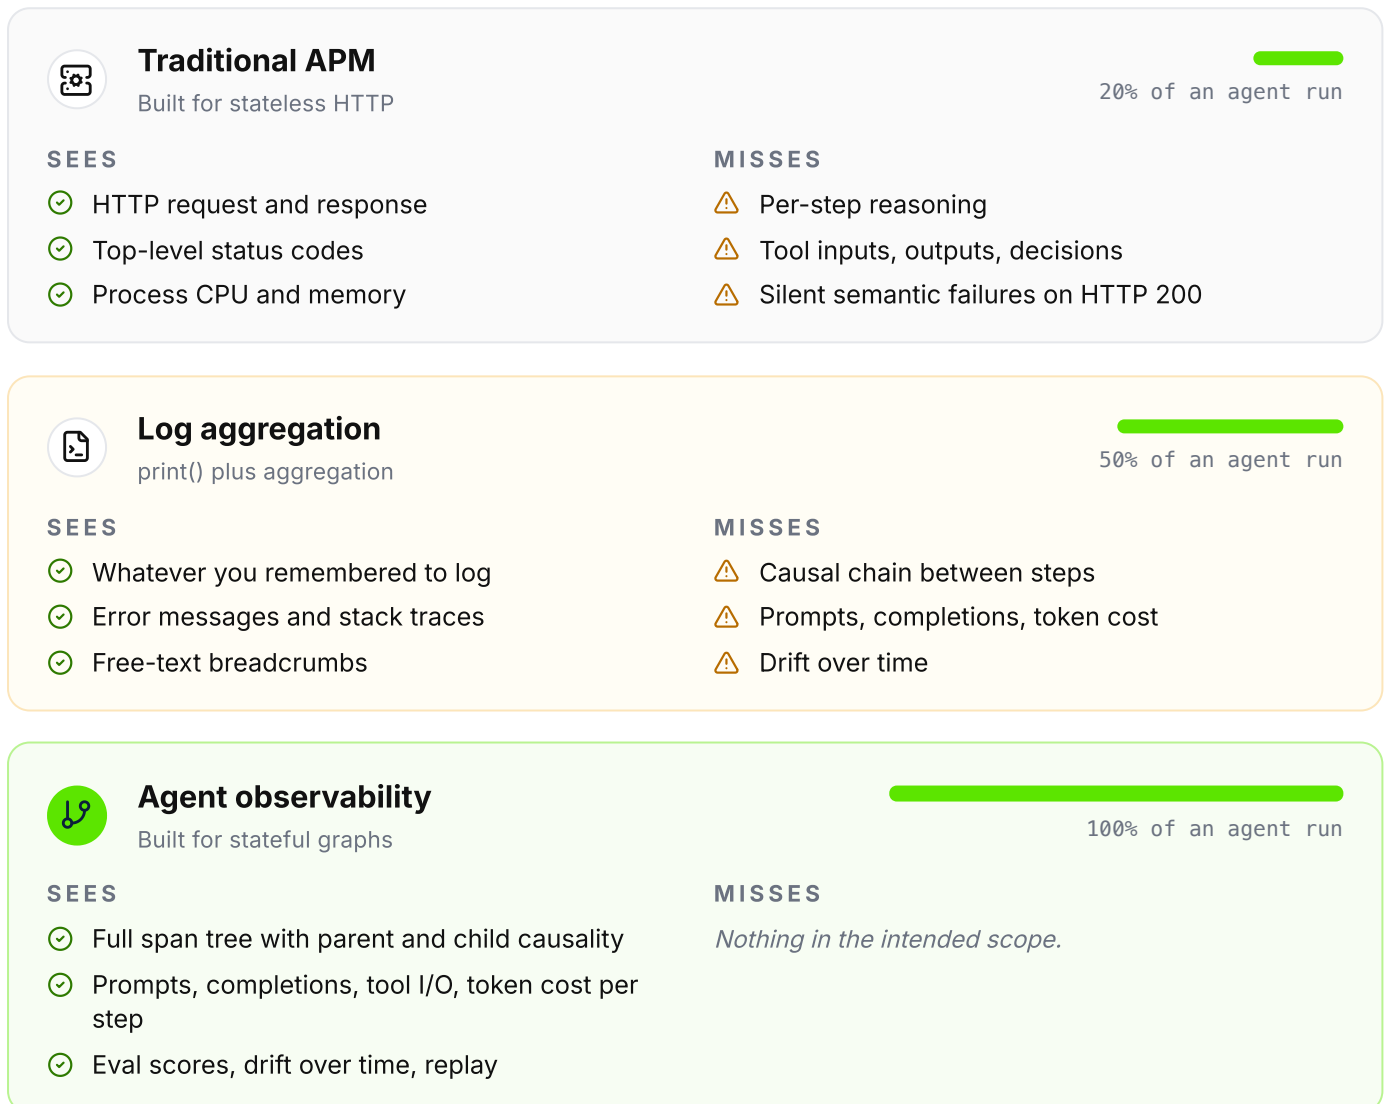 Traditional APM
Built for stateless HTTP
20% of an agent run
SEES
HTTP request and response
Top-level status codes
Process CPU and memory
MISSES
Per-step reasoning
Tool inputs, outputs, decisions
Silent semantic failures on HTTP 200
Log aggregation
print() plus aggregation
50% of an agent run
SEES
Whatever you remembered to log
Error messages and stack traces
Free-text breadcrumbs
MISSES
Causal chain between steps
Prompts, completions, token cost
Drift over time
Agent observability
Built for stateful graphs
100% of an agent run
SEES
Full span tree with parent and child causality
Prompts, completions, tool I/O, token cost per
step
Eval scores, drift over time, replay
MISSES
Nothing in the intended scope.